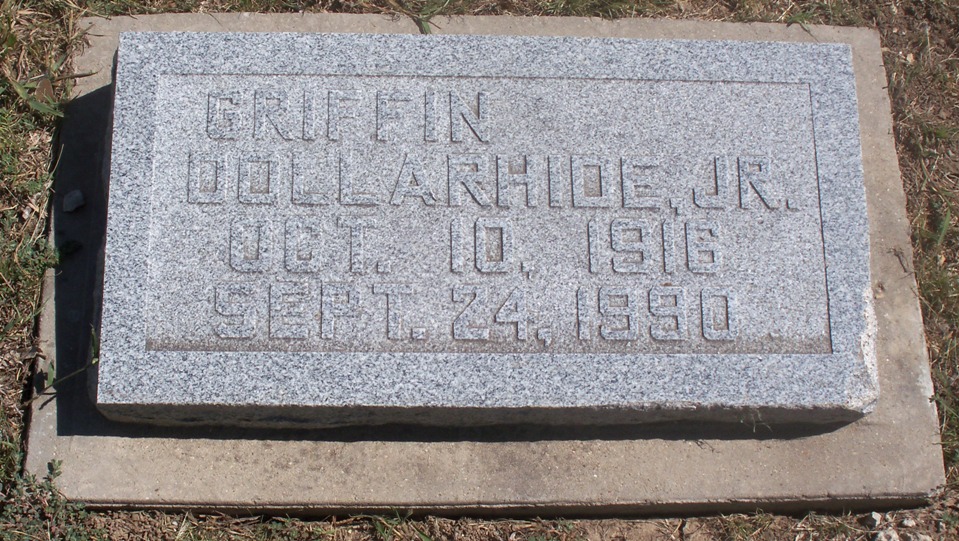 GRIFFIN
DOLLARHIDE, JR.
OCT. 10, 1916
SEPT. 24, 1990